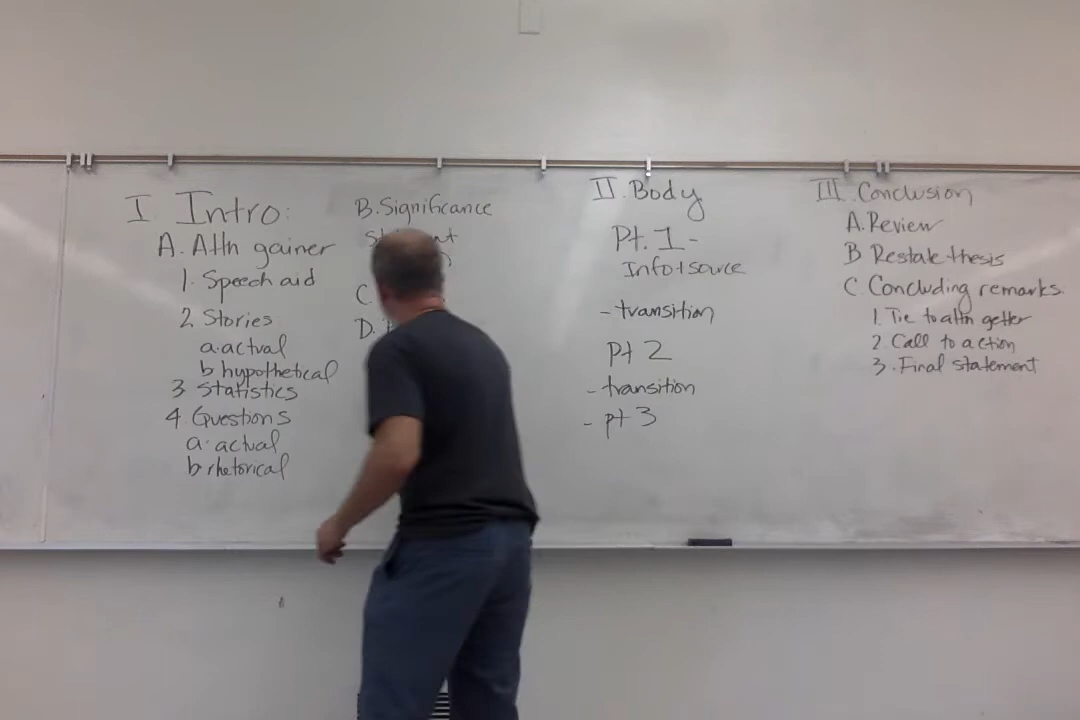 I Intro:
A. Attn gainer
1. Speech aid
2. Stories
a. actual
b hypothetical
3 Statistics
4. Questions
a. actual
b rhetorical
B. Significance
C
D.
II. Body
Pt. 1 -
Info + source
- transition
pt 2
- transition
- pt 3
III. Conclusion
A. Review
B Restate thesis
C. Concluding remarks.
1. Tie to attn getter
2. Call to action
3. Final statement